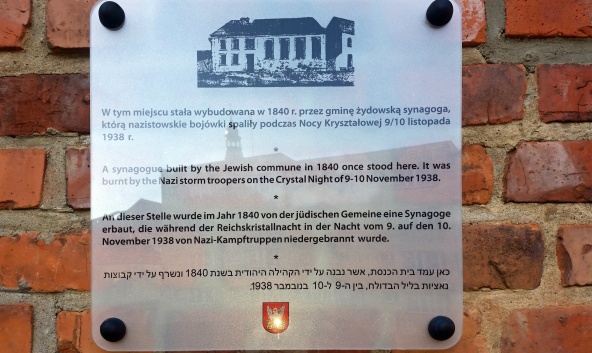 W tym miejscu stała wybudowana w 1840 r. przez gminę żydowską synagoga,
którą nazistowskie bojówki spaliły podczas Nocy Kryształowej 9/10 listopada
1938 r.
*
A synagogue built by the Jewish commune in 1840 once stood here. It was
burnt by the Nazi storm troopers on the Crystal Night of 9-10 November 1938.
*
An dieser Stelle wurde im Jahr 1840 von der jüdischen Gemeine eine Synagoge
erbaut, die während der Reichskristallnacht in der Nacht vom 9. auf den 10.
November 1938 von Nazi-Kampftruppen niedergebrannt wurde.
*
כאן עמד בית הכנסת, אשר נבנה על ידי הקהילה היהודית בשנת 1840 ונשרף על ידי קבוצות
נאציות בליל הבדולח, בין ה-9 ל-10 בנובמבר 1938.